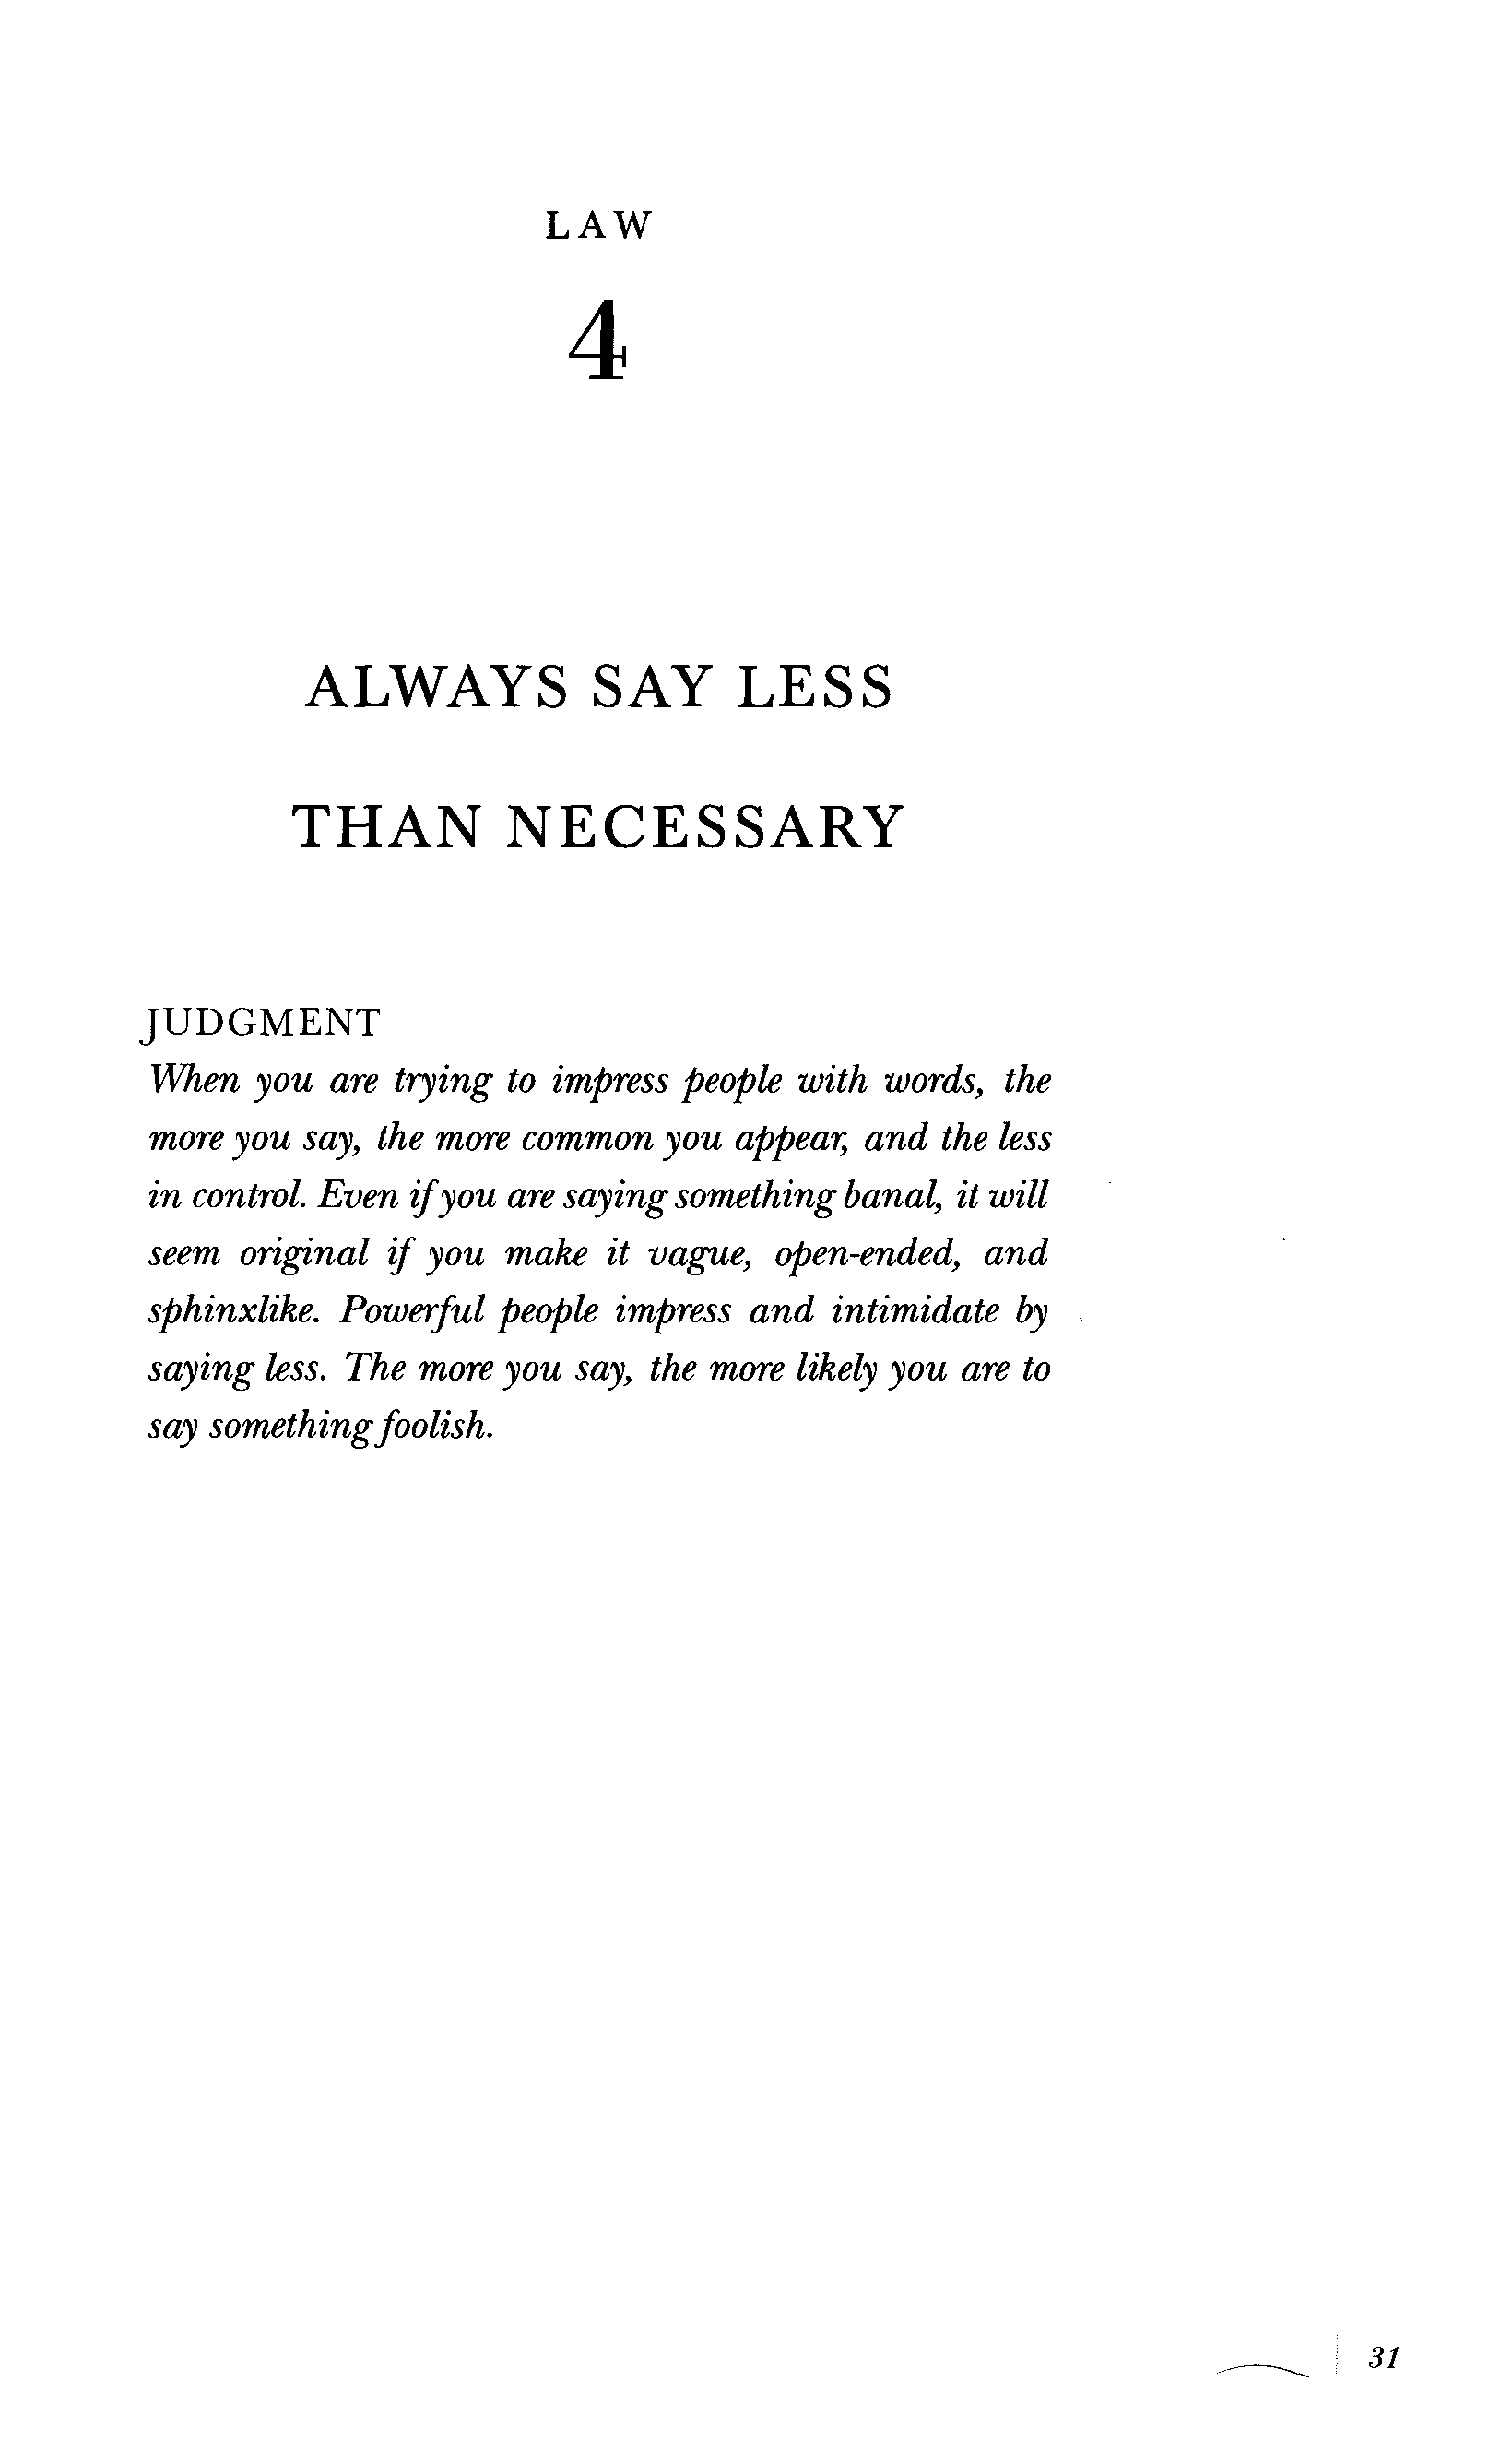 LAW
4
ALWAYS SAY LESS
THAN NECESSARY
JUDGMENT
When you are trying to impress people with words, the
more you say, the more common you appear, and the less
in control. Even if you are saying something banal, it will
seem original if you make it vague, open-ended, and
sphinxlike. Powerful people impress and intimidate by
saying less. The more you say, the more likely you are to
say something foolish.
31